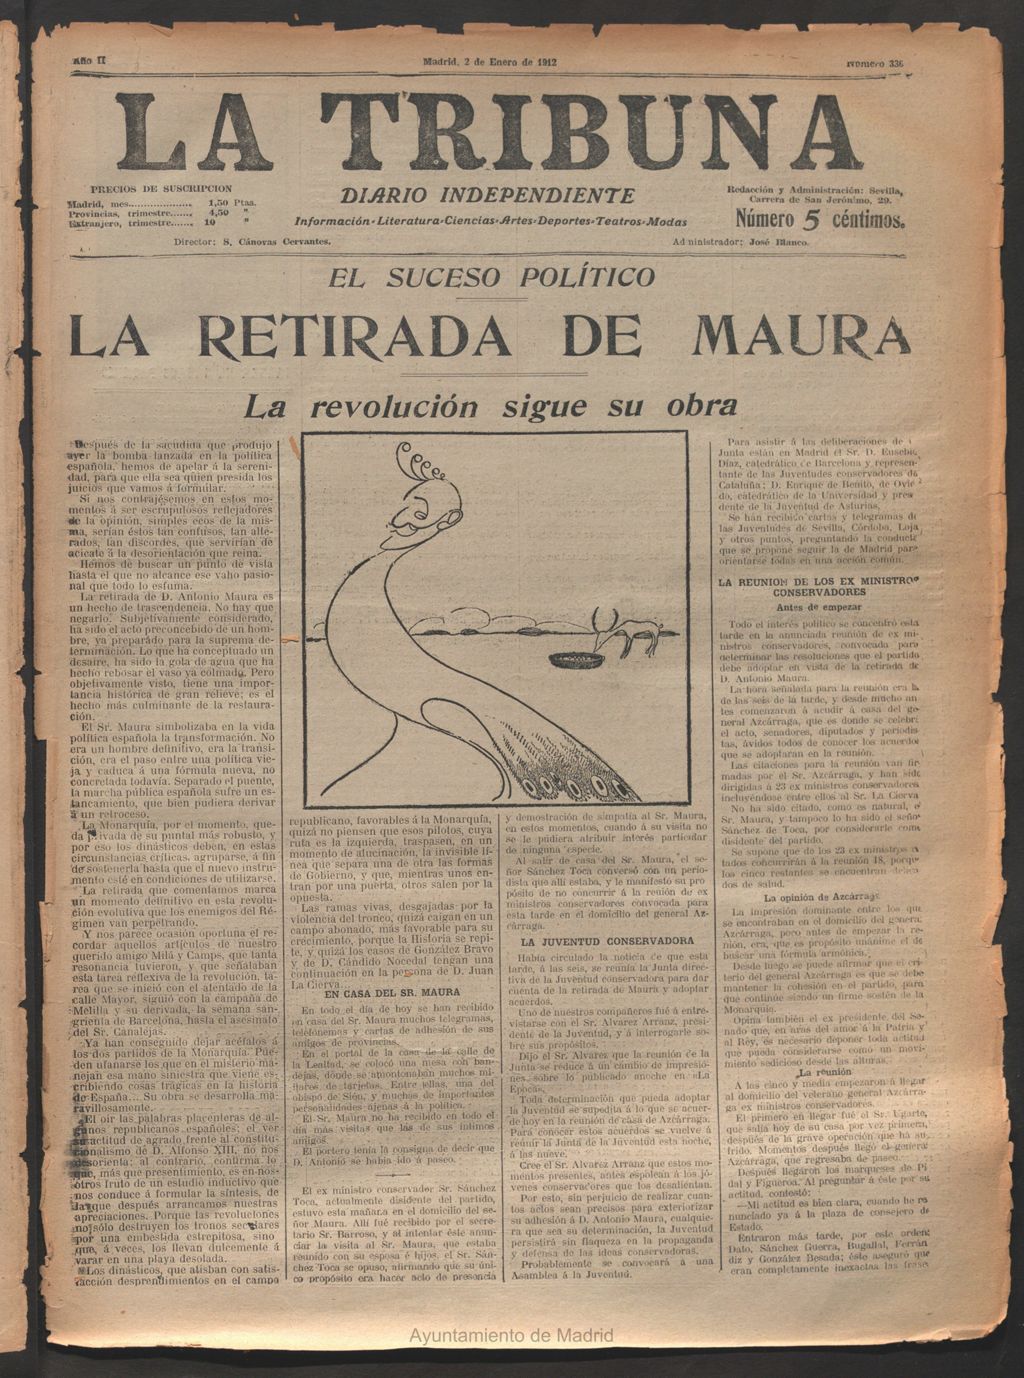 Año II
Madrid, 2 de Enero de 1912
Número 336
LA TRIBUNA
PRECIOS DE SUSCRIPCION
Madrid, mes 1,50 Ptas.
Provincias, trimestre 4,50 "
Extranjero, trimestre 10 "
DIARIO INDEPENDIENTE
Información-Literatura-Ciencias-Artes-Deportes-Teatros-Modas
Redacción y Administración: Sevilla,
Carrera de San Jerónimo, 29.
Número 5 céntimos.
Director: S. Cánovas Cervantes.
Administrador: José Blanco.
EL SUCESO POLÍTICO
LA RETIRADA DE MAURA
La revolución sigue su obra
Después de la sacudida que produjo
ayer la bomba lanzada en la política
española, hemos de apelar á la sereni-
dad, para que ella sea quien presida los
juicios que vamos á formular.
Si nos contrajésemos en estos mo-
mentos á ser escrupulosos reflejadores
de la opinión, simples ecos de la mis-
ma, serían éstos tan confusos, tan alte-
rados, tan discordes, que servirían de
acicate á la desorientación que reina.
Hemos de buscar un punto de vista
hasta el que no alcance ese vaho pasio-
nal que todo lo esfuma.
La retirada de D. Antonio Maura es
un hecho de trascendencia. No hay que
negarlo. Subjetivamente considerado,
ha sido el acto preconcebido de un hom-
bre, ya preparado para la suprema de-
terminación. Lo que ha conceptuado un
desaire, ha sido la gota de agua que ha
hecho rebosar el vaso ya colmado. Pero
objetivamente visto, tiene una impor-
tancia histórica de gran relieve; es el
hecho más culminante de la restaura-
ción.
El Sr. Maura simbolizaba en la vida
política española la transformación. No
era un hombre definitivo, era la transi-
ción, era el paso entre una política vie-
ja y caduca á una fórmula nueva, no
concretada todavía. Separado el puente,
la marcha pública española sufre un es-
tancamiento, que bien pudiera derivar
á un retroceso.
La Monarquía, por el momento, que-
da privada de su puntal más robusto, y
por eso los dinásticos deben, en estas
circunstancias críticas, agruparse, á fin
de sostenerla hasta que el nuevo instru-
mento esté en condiciones de utilizarse.
La retirada que comentamos marca
un momento definitivo en esta revolu-
ción evolutiva que los enemigos del Ré-
gimen van perpetrando.
Y nos parece ocasión oportuna el re-
cordar aquellos artículos de nuestro
querido amigo Milá y Camps, que tanta
resonancia tuvieron, y que señalaban
esta tarea reflexiva de la revolución, ta-
rea que se inició con el atentado de la
calle Mayor, siguió con la campaña de
Melilla y su derivada, la semana san-
grienta de Barcelona, hasta el asesinato
del Sr. Canalejas.
Ya han conseguido dejar acéfalos á
los dos partidos de la Monarquía. Pue-
den ufanarse los que en el misterio ma-
nejan esa mano siniestra que viene es-
cribiendo cosas trágicas en la historia
de España... Su obra se desarrolla ma-
ravillosamente.
El oir las palabras placenteras de al-
gunos republicanos españoles; el ver
su actitud de agrado frente al constitu-
cionalismo de D. Alfonso XIII, no nos
desorienta; al contrario, confirma lo
que, más que presentimiento, es en nos-
otros fruto de un estudio inductivo que
nos conduce á formular la síntesis, de
la que después arrancamos nuestras
apreciaciones. Porque las revoluciones
no sólo destruyen los tronos seculares
por una embestida estrepitosa, sino
que, á veces, los llevan dulcemente á
varar en una playa desolada.
Los dinásticos, que atisban con satis-
facción desprendimientos en el campo
republicano, favorables á la Monarquía,
quizá no piensen que esos pilotos, cuya
ruta es la izquierda, traspasen, en un
momento de alucinación, la invisible lí-
nea que separa una de otra las formas
de Gobierno, y que, mientras unos en-
tran por una puerta, otros salen por la
opuesta.
Las ramas vivas, desgajadas por la
violencia del tronco, quizá caigan en un
campo abonado, más favorable para su
crecimiento, porque la Historia se repi-
te, y quizá los casos de González Bravo
y de D. Cándido Nocedal tengan una
continuación en la persona de D. Juan
La Cierva.
EN CASA DEL SR. MAURA
En todo el día de hoy se han recibido
en casa del Sr. Maura muchos telegramas,
telefonemas y cartas de adhesión de sus
amigos de provincias.
En el portal de la casa de la calle de
la Lealtad, se colocó una mesa con ban-
dejas, donde se amontonaban muchos mi-
llares de tarjetas. Entre ellas, una del
obispo de Sión, y muchos de importantes
personalidades ajenas á la política.
El Sr. Maura no ha recibido en todo el
día más visitas que las de sus íntimos
amigos.
El portero tenía la consigna de decir que
D. Antonio se había ido á paseo.
El ex ministro conservador Sr. Sánchez
Toca, actualmente disidente del partido,
estuvo esta mañana en el domicilio del se-
ñor Maura. Allí fué recibido por el secre-
tario Sr. Barroso, y al intentar éste anun-
ciar la visita al Sr. Maura, que estaba
reunido con su esposa é hijos, el Sr. Sán-
chez Toca se opuso, afirmando que su úni-
co propósito era hacer acto de presencia
y demostración de simpatía al Sr. Maura,
en estos momentos, cuando á su visita no
se le pudiera atribuir interés particular
de ninguna especie.
Al salir de casa del Sr. Maura, el se-
ñor Sánchez Toca conversó con un perio-
dista que allí estaba, y le manifestó su pro
pósito de no concurrir á la reunión de ex
ministros conservadores convocada para
esta tarde en el domicilio del general Az-
cárraga.
LA JUVENTUD CONSERVADORA
Había circulado la noticia de que esta
tarde, á las seis, se reunía la Junta direc-
tiva de la Juventud conservadora para dar
cuenta de la retirada de Maura y adoptar
acuerdos.
Uno de nuestros compañeros fué á entre-
vistarse con el Sr. Alvarez Arranz, presi-
dente de la Juventud, y á interrogarle so-
bre sus propósitos.
Dijo el Sr. Alvarez que la reunión de la
Junta se reduce á un cambio de impresio-
nes sobre lo publicado anoche en «La
Epoca».
Toda determinación que pueda adoptar
la Juventud se supedita á lo que se acuer-
de hoy en la reunión de casa de Azcárraga.
Para conocer estos acuerdos se vuelve á
reunir la Junta de la Juventud esta noche,
á las nueve.
Cree el Sr. Alvarez Arranz que estos mo-
mentos presentes, antes espolean á los jó-
venes conservadores que los desalientan.
Por esto, sin perjuicio de realizar cuan-
tos actos sean precisos para exteriorizar
su adhesión á D. Antonio Maura, cualquie-
ra que sea su determinación, la Juventud
persistirá sin flaqueza en la propaganda
y defensa de las ideas conservadoras.
Probablemente se convocará á una
Asamblea á la Juventud.
Para asistir á las deliberaciones de
Junta están en Madrid el Sr. D. Eusebio
Díaz, catedrático de Barcelona y represen-
tante de las Juventudes conservadoras de
Cataluña; D. Enrique de Benito, de Ovie
do, catedrático de la Universidad y presi
dente de la Juventud de Asturias.
Se han recibido cartas y telegramas de
las Juventudes de Sevilla, Córdoba, Loja
y otros puntos, preguntando la conducta
que se propone seguir la de Madrid para
orientarse todas en una acción común.
LA REUNION DE LOS EX MINISTROS
CONSERVADORES
Antes de empezar
Todo el interés político se concentró esta
tarde en la anunciada reunión de ex mi-
nistros conservadores, convocada para
determinar las resoluciones que el partido
debe adoptar en vista de la retirada de
D. Antonio Maura.
La hora señalada para la reunión era la
de las seis de la tarde, y desde mucho an
tes comenzaron á acudir á casa del ge-
neral Azcárraga, que es donde se celebra
el acto, senadores, diputados y periodis
tas, ávidos todos de conocer los acuerdos
que se adoptaran en la reunión.
Las citaciones para la reunión van fir
madas por el Sr. Azcárraga, y han sido
dirigidas á 23 ex ministros conservadores
incluyéndose entre ellos al Sr. La Cierva
No ha sido citado, como es natural, el
Sr. Maura, y tampoco lo ha sido el señor
Sánchez de Toca, por considerarle como
disidente del partido.
Se supone que de los 23 ex ministros ci
tados concurrirán á la reunión 18, porque
los cinco restantes se encuentran delica
dos de salud.
La opinión de Azcárraga
La impresión dominante entre los que
se encontraban en el domicilio del general
Azcárraga, poco antes de empezar la re-
nión, era, que es propósito unánime el de
buscar una fórmula armónica.
Desde luego se puede afirmar que el cri-
terio del general Azcárraga es que se debe
mantener la cohesión en el partido, para
que continúe siendo un firme sostén de la
Monarquía.
Opina también el ex presidente del Se-
nado que, en aras del amor á la Patria y
al Rey, es necesario deponer toda actitud
que pueda considerarse como un movi-
miento sedicioso desde las alturas.
La reunión
A las cinco y media empezaron á llegar
al domicilio del veterano general Azcárra-
ga ex ministros conservadores.
El primero en llegar fué el Sr. Ugarte,
que salía hoy de su casa por vez primera,
después de la grave operación que ha su-
frido. Momentos después llegó el general
Azcárraga, que regresaba de paseo.
Después llegaron los marqueses de Pi
dal y Figueroa. Al preguntar á éste por su
actitud, contestó:
—Mi actitud es bien clara, cuando he re
nunciado ya á la plaza de consejero de
Estado.
Entraron más tarde, por este orden:
Dato, Sánchez Guerra, Bugallal, Ferrán
diz y González Besada; éste aseguró que
eran completamente inexactas las frases
Ayuntamiento de Madrid